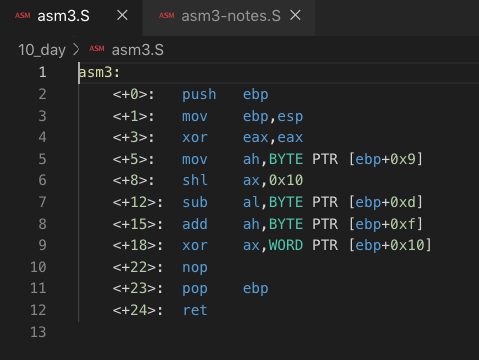 ASM asm3.S × ASM asm3-notes.S ×
10_day > ASM asm3.S
1 asm3:
2 <+0>: push ebp
3 <+1>: mov ebp,esp
4 <+3>: xor eax,eax
5 <+5>: mov ah,BYTE PTR [ebp+0x9]
6 <+8>: shl ax,0x10
7 <+12>: sub al,BYTE PTR [ebp+0xd]
8 <+15>: add ah,BYTE PTR [ebp+0xf]
9 <+18>: xor ax,WORD PTR [ebp+0x10]
10 <+22>: nop
11 <+23>: pop ebp
12 <+24>: ret
13